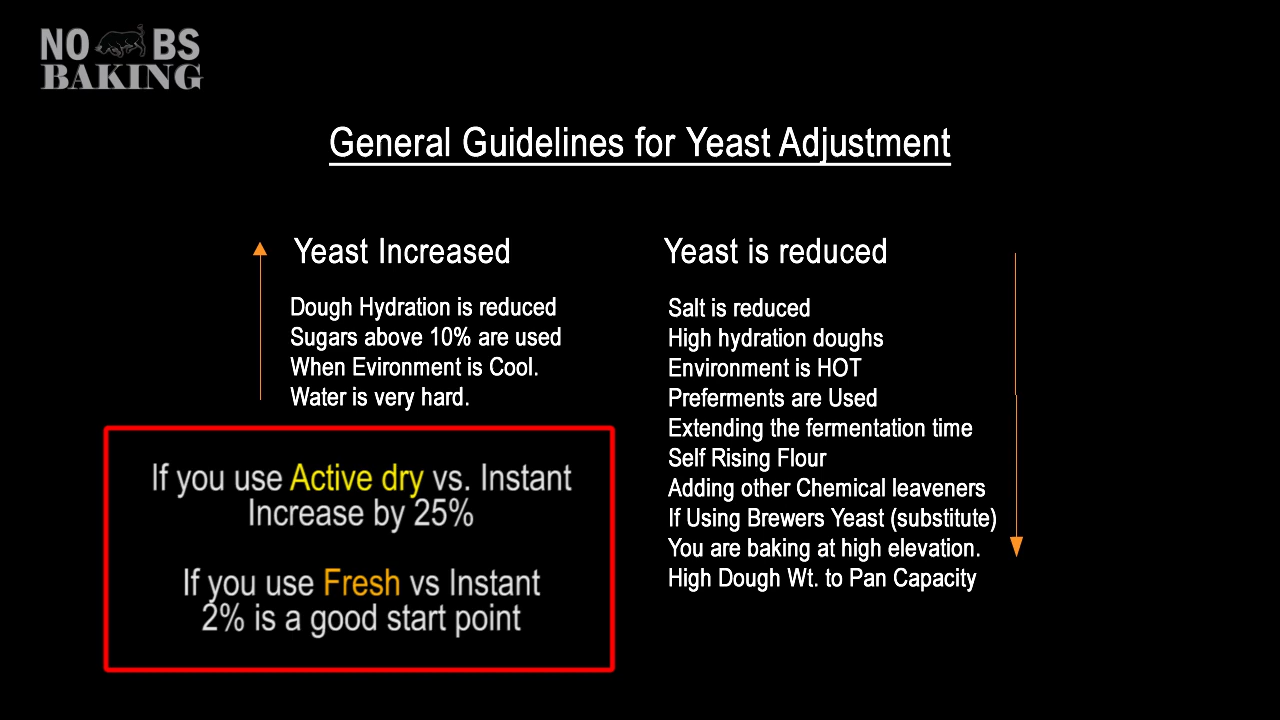 NO BS
BAKING
General Guidelines for Yeast Adjustment
Yeast Increased
Dough Hydration is reduced
Sugars above 10% are used
When Evironment is Cool.
Water is very hard.
If you use Active dry vs. Instant
Increase by 25%
If you use Fresh vs Instant
2% is a good start point
Yeast is reduced
Salt is reduced
High hydration doughs
Environment is HOT
Preferments are Used
Extending the fermentation time
Self Rising Flour
Adding other Chemical leaveners
If Using Brewers Yeast (substitute)
You are baking at high elevation.
High Dough Wt. to Pan Capacity